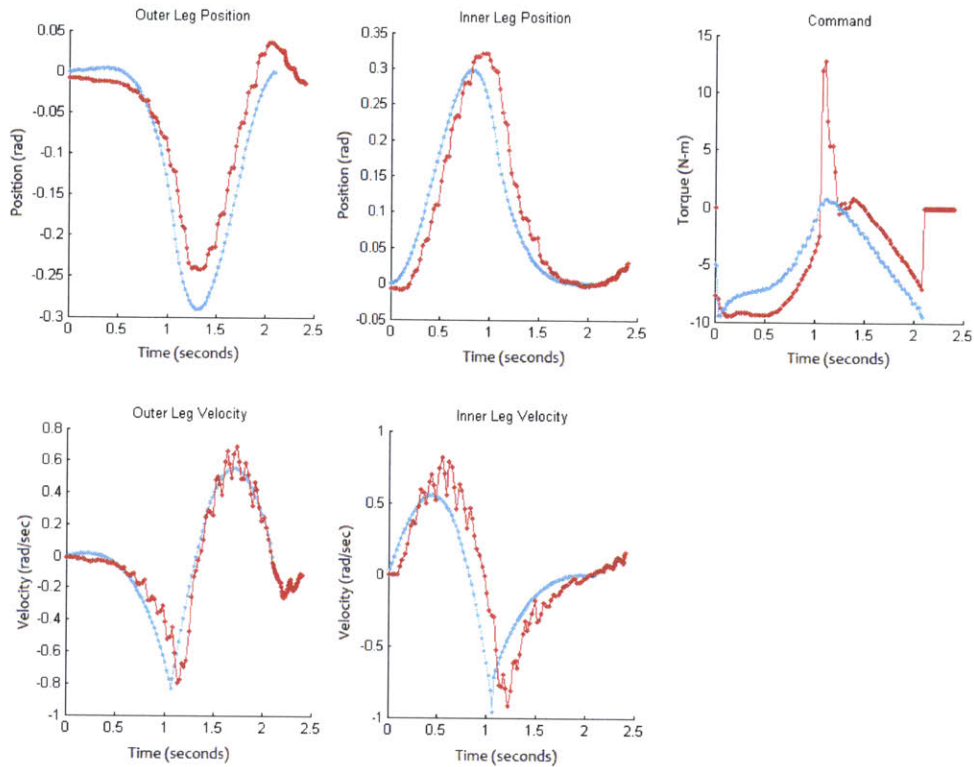 Outer Leg Position
0.05
0
-0.05
-0.1
-0.15
-0.2
-0.25
-0.3
Position (rad)
0 0.5 1 1.5 2 2.5
Time (seconds)
Inner Leg Position
0.35
0.3
0.25
0.2
0.15
0.1
0.05
0
-0.05
Position (rad)
0 0.5 1 1.5 2 2.5
Time (seconds)
Command
15
10
5
0
-5
-10
Torque (N-m)
0 0.5 1 1.5 2 2.5
Time (seconds)
Outer Leg Velocity
0.8
0.6
0.4
0.2
0
-0.2
-0.4
-0.6
-0.8
-1
Velocity (rad/sec)
0 0.5 1 1.5 2 2.5
Time (seconds)
Inner Leg Velocity
1
0.5
0
-0.5
-1
Velocity (rad/sec)
0 0.5 1 1.5 2 2.5
Time (seconds)